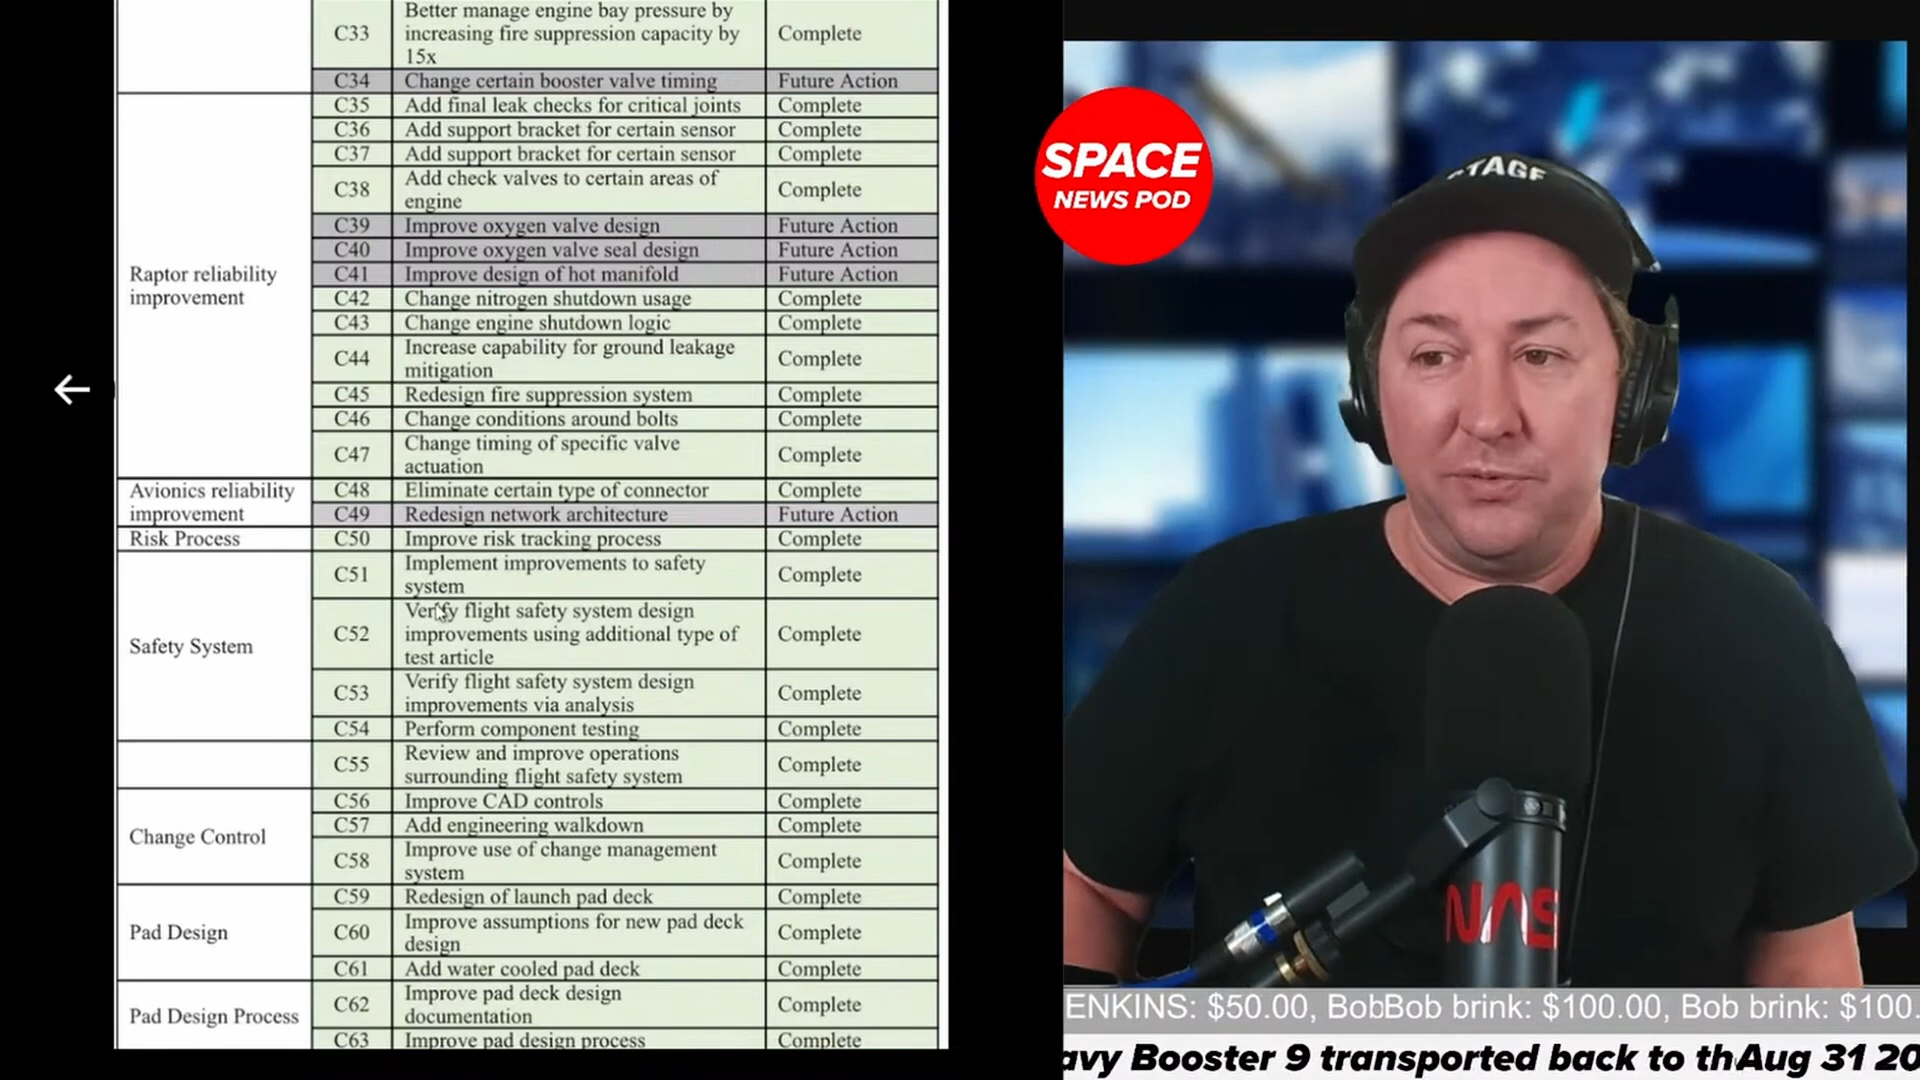 C33 Better manage engine bay pressure by
increasing fire suppression capacity by
15x Complete
C34 Change certain booster valve timing Future Action
Raptor reliability
improvement
C35 Add final leak checks for critical joints Complete
C36 Add support bracket for certain sensor Complete
C37 Add support bracket for certain sensor Complete
C38 Add check valves to certain areas of
engine Complete
C39 Improve oxygen valve design Future Action
C40 Improve oxygen valve seal design Future Action
C41 Improve design of hot manifold Future Action
C42 Change nitrogen shutdown usage Complete
C43 Change engine shutdown logic Complete
C44 Increase capability for ground leakage
mitigation Complete
C45 Redesign fire suppression system Complete
C46 Change conditions around bolts Complete
C47 Change timing of specific valve
actuation Complete
Avionics reliability
improvement
C48 Eliminate certain type of connector Complete
C49 Redesign network architecture Future Action
Risk Process C50 Improve risk tracking process Complete
Safety System
C51 Implement improvements to safety
system Complete
C52 Verify flight safety system design
improvements using additional type of
test article Complete
C53 Verify flight safety system design
improvements via analysis Complete
C54 Perform component testing Complete
C55 Review and improve operations
surrounding flight safety system Complete
Change Control
C56 Improve CAD controls Complete
C57 Add engineering walkdown Complete
C58 Improve use of change management
system Complete
Pad Design
C59 Redesign of launch pad deck Complete
C60 Improve assumptions for new pad deck
design Complete
C61 Add water cooled pad deck Complete
Pad Design Process
C62 Improve pad deck design
documentation Complete
C63 Improve pad design process Complete
SPACE
NEWS POD
STAGE
NAS
ENKINS: $50.00, BobBob brink: $100.00, Bob brink: $100.
avy Booster 9 transported back to thAug 31 20